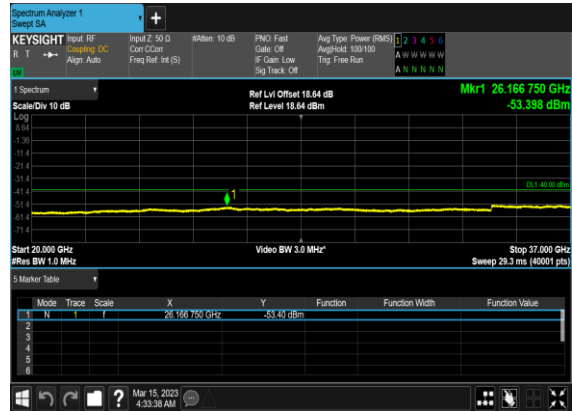 Spectrum Analyzer 1
Swept SA
+
KEYSIGHT Input: RF Input Z: 50 Ω #Atten: 10 dB PNO: Fast Avg Type: Power (RMS) 1 2 3 4 5 6
R T Coupling: DC Corr CCorr Gate: Off Avg|Hold: 100/100 A W W W W W
Align: Auto Freq Ref: Int (S) IF Gain: Low Trig: Free Run
Sig Track: Off A N N N N N
1 Spectrum
Ref Lvl Offset 18.64 dB
Mkr1 26.166 750 GHz
Scale/Div 10 dB Ref Level 18.64 dBm -53.398 dBm
Log
8.64
-1.36
-11.4
-21.4
-31.4
-41.4 DL1 -40.00 dBm
1
-51.4
-61.4
-71.4
Start 20.000 GHz Video BW 3.0 MHz* Stop 37.000 GHz
#Res BW 1.0 MHz Sweep 29.3 ms (40001 pts)
5 Marker Table
Mode Trace Scale X Y Function Function Width Function Value
1 N 1 f 26.166 750 GHz -53.40 dBm
2
3
4
5
6
? Mar 15, 2023
4:33:38 AM